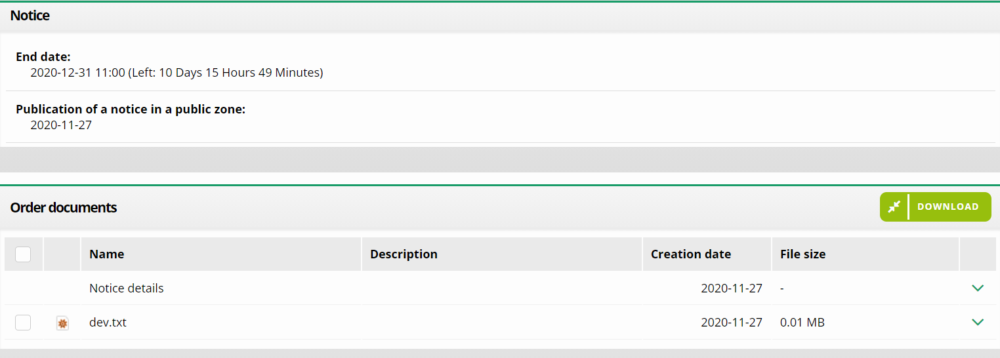 Notice
End date:
2020-12-31 11:00 (Left: 10 Days 15 Hours 49 Minutes)
Publication of a notice in a public zone:
2020-11-27
Order documents
DOWNLOAD
Name Description Creation date File size
Notice details 2020-11-27 -
dev.txt 2020-11-27 0.01 MB